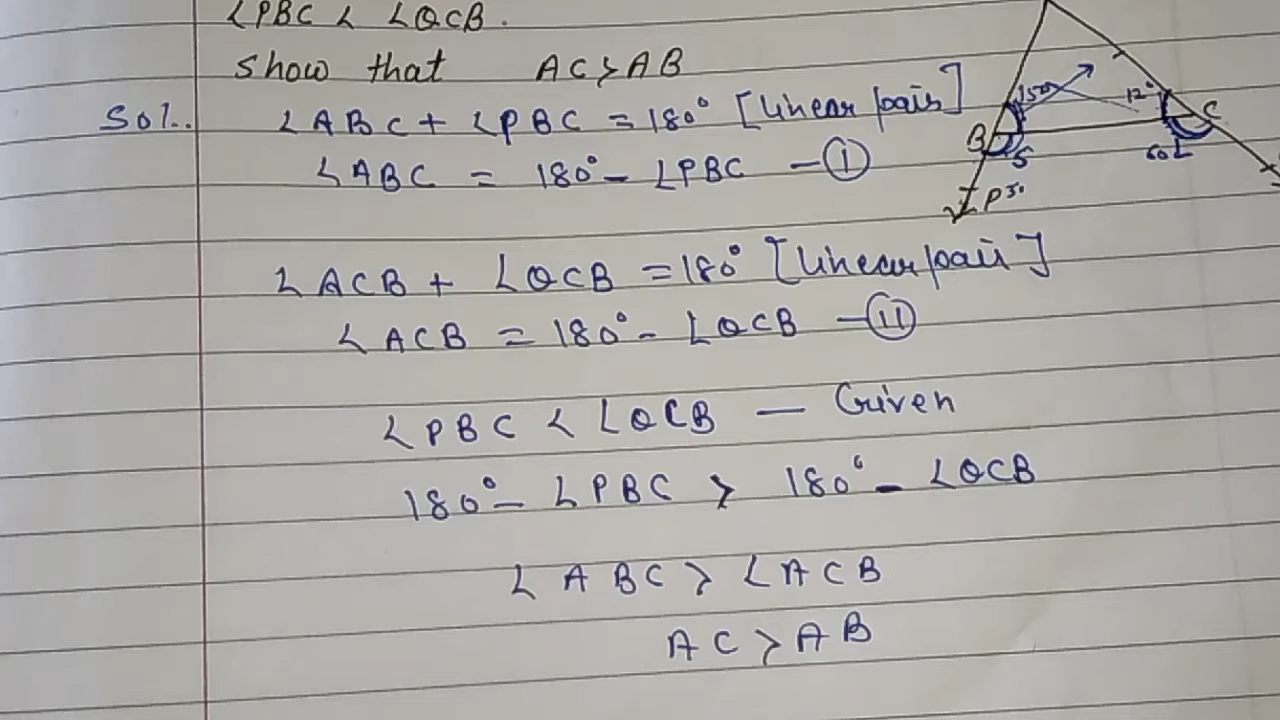 ∠PBC < ∠QCB.
Show that AC > AB
Sol.. ∠ABC + ∠PBC = 180° [Linear pair]
∠ABC = 180° - ∠PBC - (I)
∠ACB + ∠QCB = 180° [Linear pair]
∠ACB = 180° - ∠QCB - (II)
∠PBC < ∠QCB - Given
180° - ∠PBC > 180° - ∠QCB
∠ABC > ∠ACB
AC > AB
B
C
P